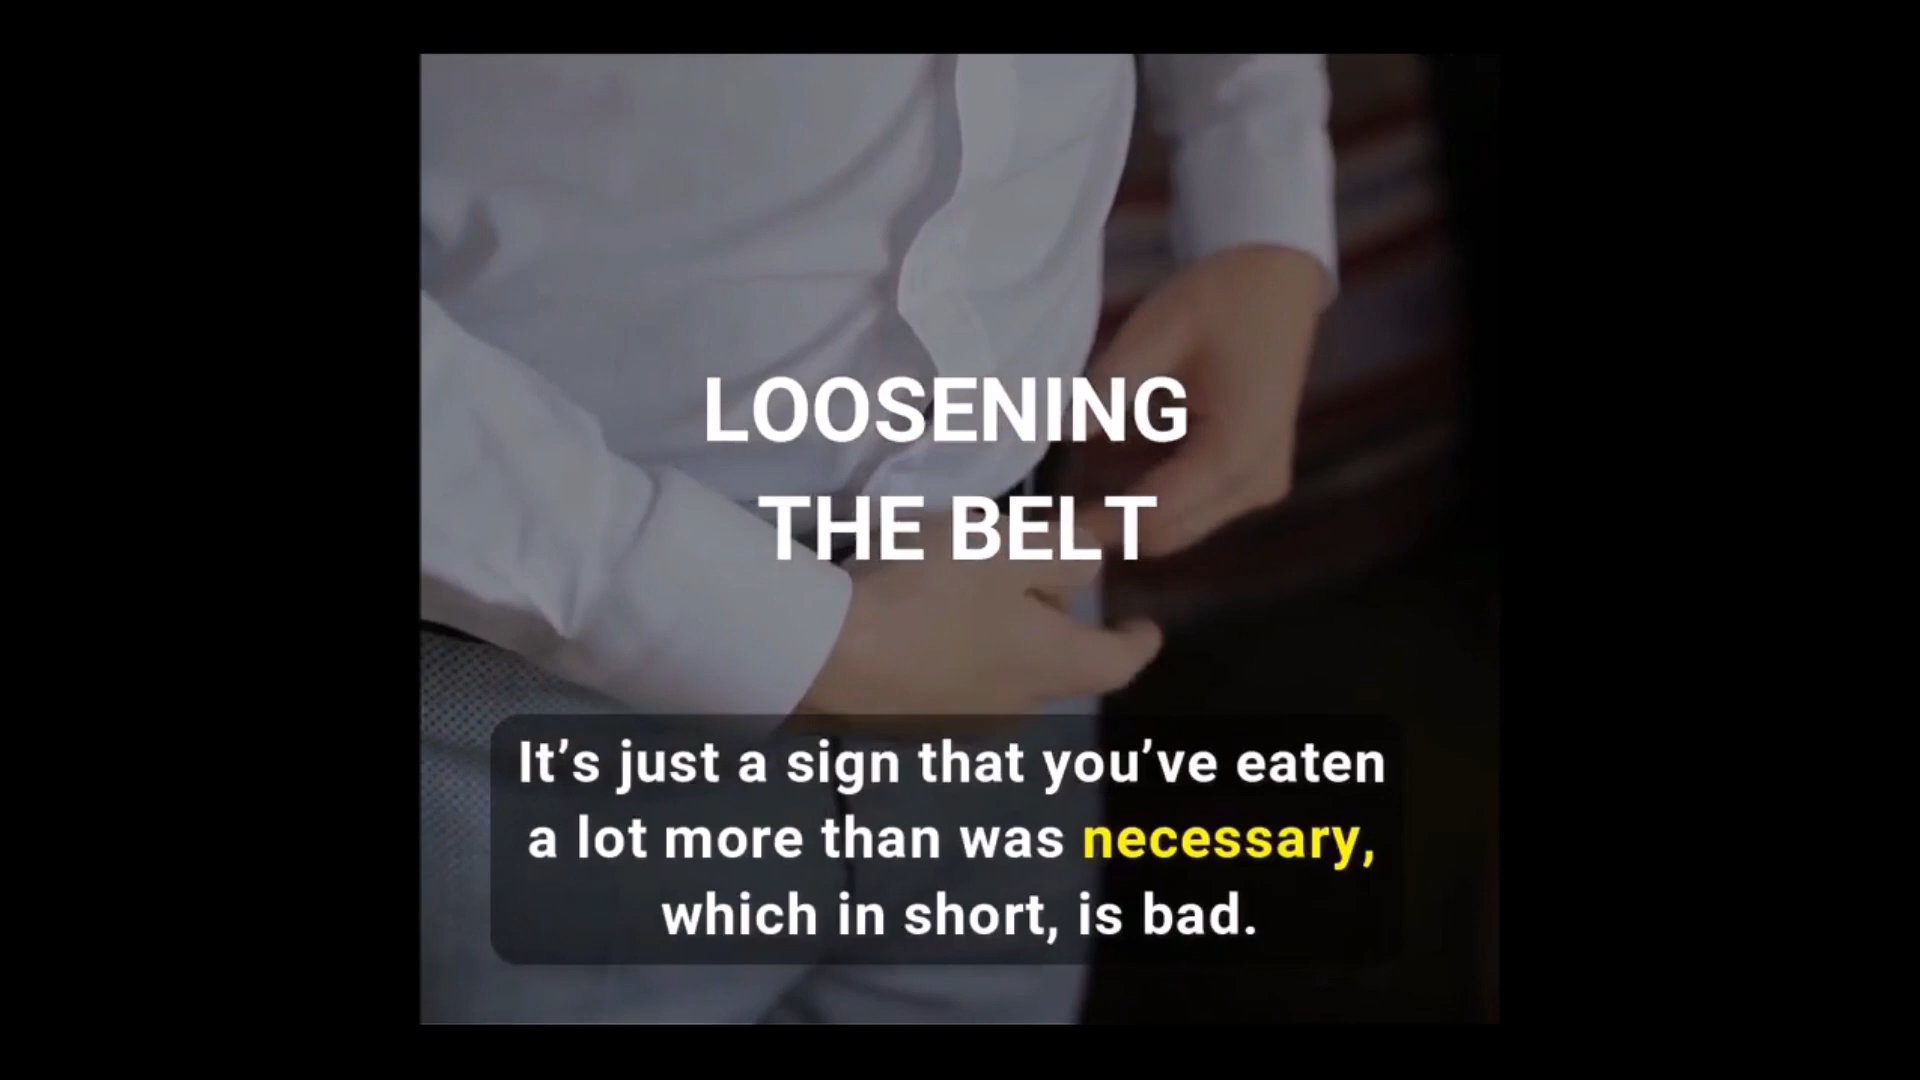 LOOSENING
THE BELT
It’s just a sign that you’ve eaten
a lot more than was necessary,
which in short, is bad.